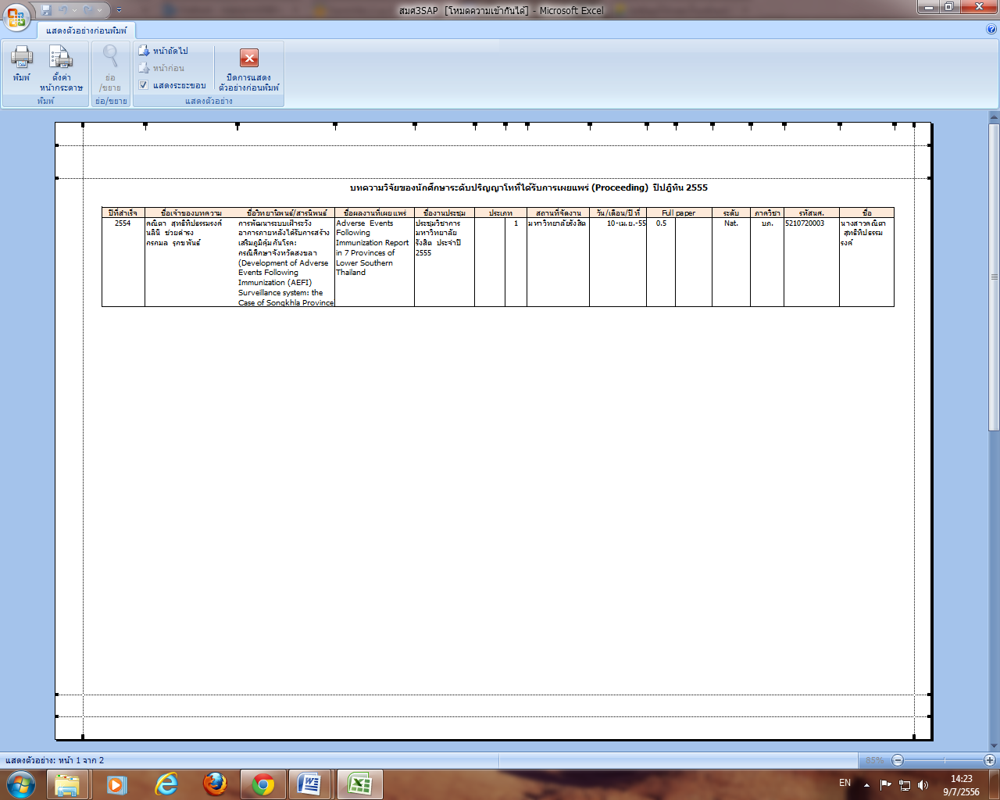 สมศ3SAP [โหมดความเข้ากันได้] - Microsoft Excel
แสดงตัวอย่างก่อนพิมพ์
พิมพ์
ตั้งค่า
หน้ากระดาษ
พิมพ์
ย่อ
/ขยาย
ย่อ/ขยาย
หน้าถัดไป
หน้าก่อน
แสดงระยะขอบ
ปิดการแสดง
ตัวอย่างก่อนพิมพ์
แสดงตัวอย่าง
บทความวิจัยของนักศึกษาระดับปริญญาโทที่ได้รับการเผยแพร่ (Proceeding) ปีปฏิทิน 2555
ปีที่สำเร็จ ชื่อเจ้าของบทความ ชื่อวิทยานิพนธ์/สารนิพนธ์ ชื่อผลงานที่เผยแพร่ ชื่องานประชุม ประเภท สถานที่จัดงาน วัน/เดือน/ปี ที่ Full paper ระดับ ภาควิชา รหัสนศ. ชื่อ
2554
คณิตา สุทธิทิปธรรมรงค์
นลินี ช่วยดำรง
กรกมล รุกขพันธ์
การพัฒนาระบบเฝ้าระวัง
อาการภายหลังได้รับการสร้าง
เสริมภูมิคุ้มกันโรค:
กรณีศึกษาจังหวัดสงขลา
(Development of Adverse
Events Following
Immunization (AEFI)
Surveillance system: the
Case of Songkhla Province
Adverse Events
Following
Immunization Report
in 7 Provinces of
Lower Southern
Thailand
ประชุมวิชาการ
มหาวิทยาลัย
รังสิต ประจำปี
2555
1
มหาวิทยาลัยรังสิต
10-เม.ย.-55
0.5
Nat.
บภ.
5210720003
นางสาวคณิตา
สุทธิทิปธรรม
รงค์
แสดงตัวอย่าง: หน้า 1 จาก 2
85%
EN
14:23
9/7/2556